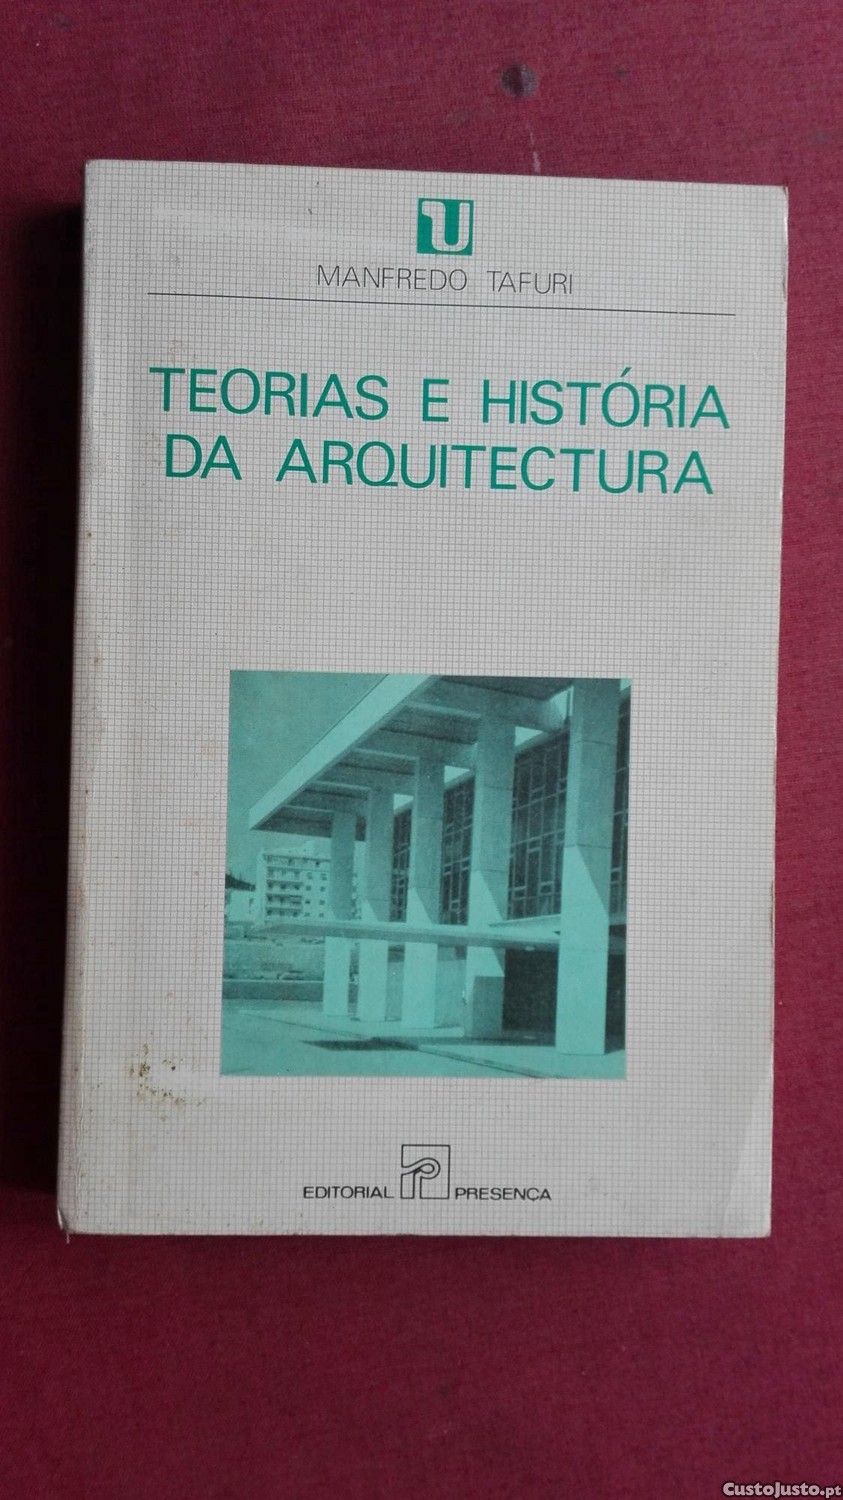 U
MANFREDO TAFURI
TEORIAS E HISTÓRIA
DA ARQUITECTURA
EDITORIAL P PRESENÇA
CustoJusto.pt